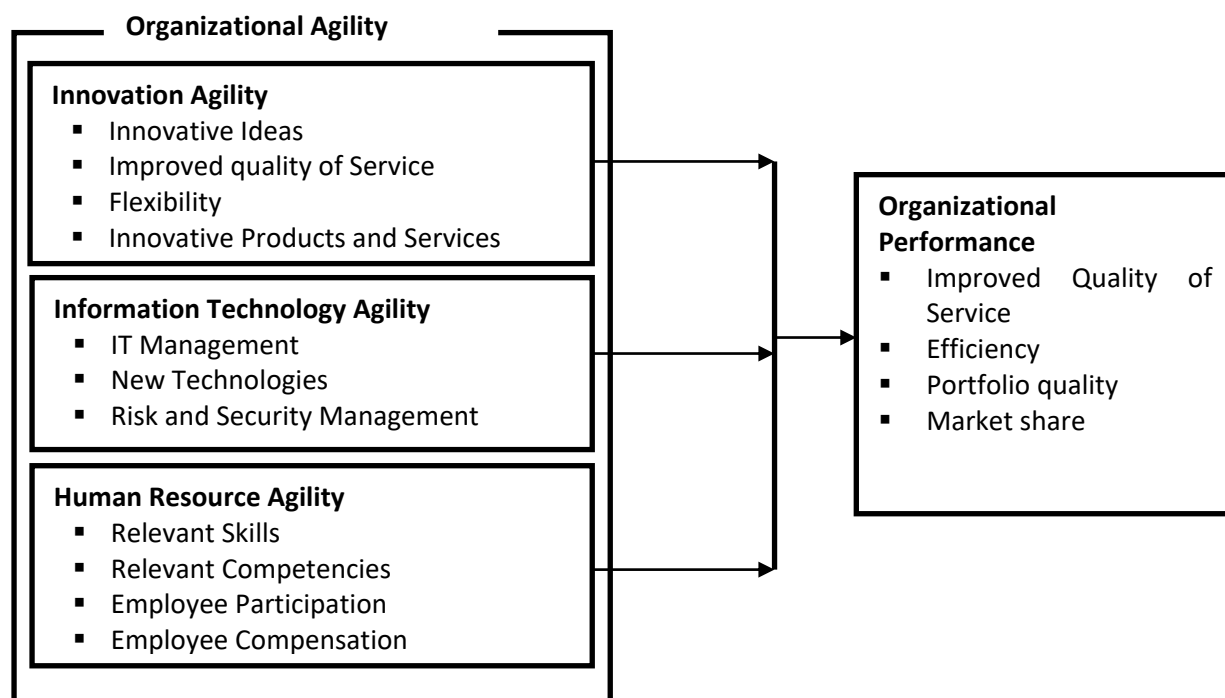 Organizational Agility
Innovation Agility
▪ Innovative Ideas
▪ Improved quality of Service
▪ Flexibility
▪ Innovative Products and Services
Information Technology Agility
▪ IT Management
▪ New Technologies
▪ Risk and Security Management
Human Resource Agility
▪ Relevant Skills
▪ Relevant Competencies
▪ Employee Participation
▪ Employee Compensation
Organizational
Performance
▪ Improved Quality of
Service
▪ Efficiency
▪ Portfolio quality
▪ Market share